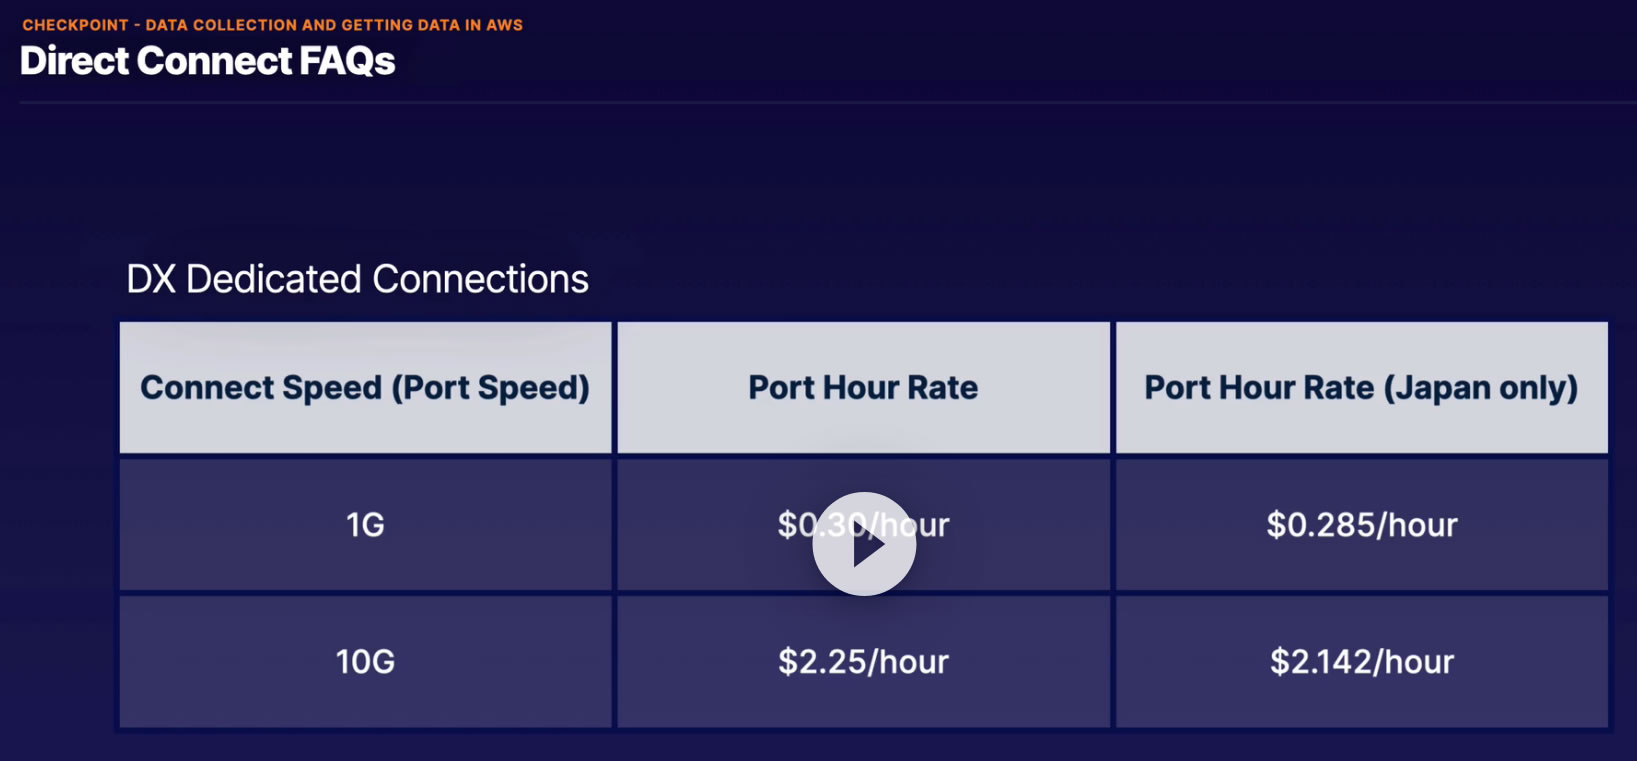 CHECKPOINT - DATA COLLECTION AND GETTING DATA IN AWS
Direct Connect FAQs
DX Dedicated Connections
Connect Speed (Port Speed) Port Hour Rate Port Hour Rate (Japan only)
1G $0.30/hour $0.285/hour
10G $2.25/hour $2.142/hour